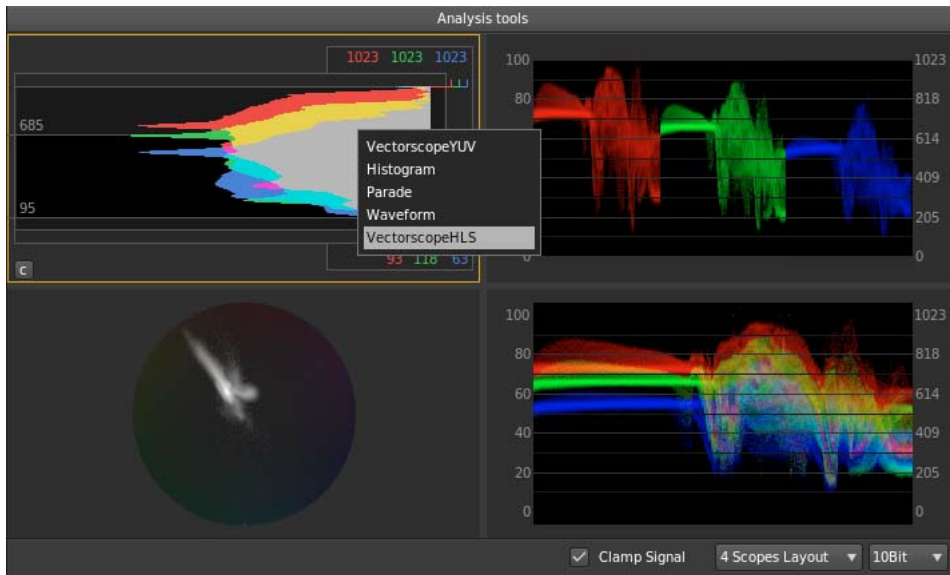 Analysis tools
1023 1023 1023
685
95
93 118 63
C
VectorscopeYUV
Histogram
Parade
Waveform
VectorscopeHLS
100
80
0
1023
818
614
409
205
0
100
80
60
40
20
0
1023
818
614
409
205
0
Clamp Signal
4 Scopes Layout
10Bit